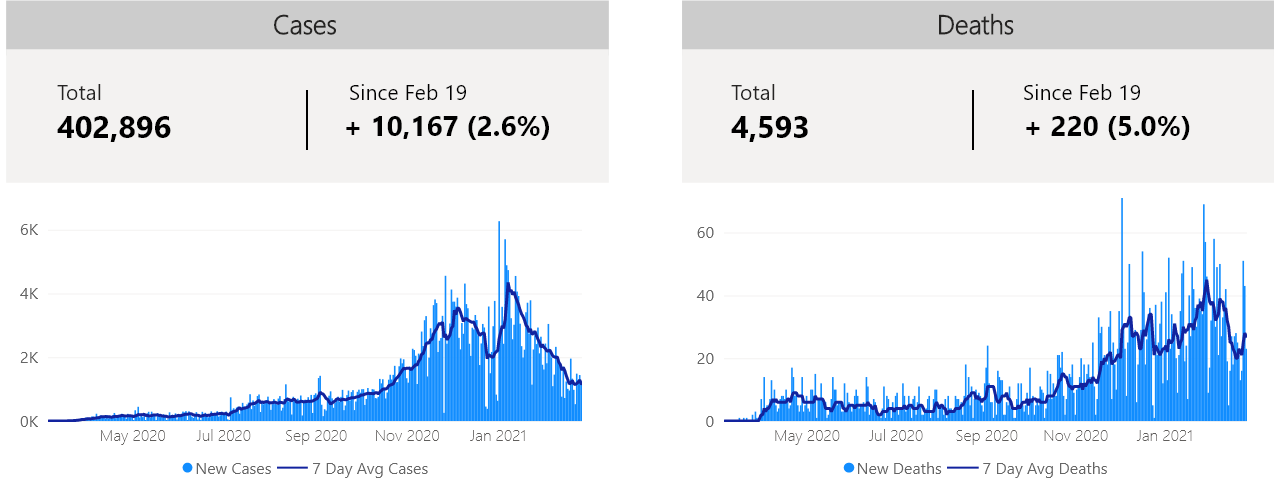 Cases
Total
402,896
Since Feb 19
+ 10,167 (2.6%)
6K
4K
2K
0K
May 2020 Jul 2020 Sep 2020 Nov 2020 Jan 2021
New Cases 7 Day Avg Cases
Deaths
Total
4,593
Since Feb 19
+ 220 (5.0%)
60
40
20
0
May 2020 Jul 2020 Sep 2020 Nov 2020 Jan 2021
New Deaths 7 Day Avg Deaths